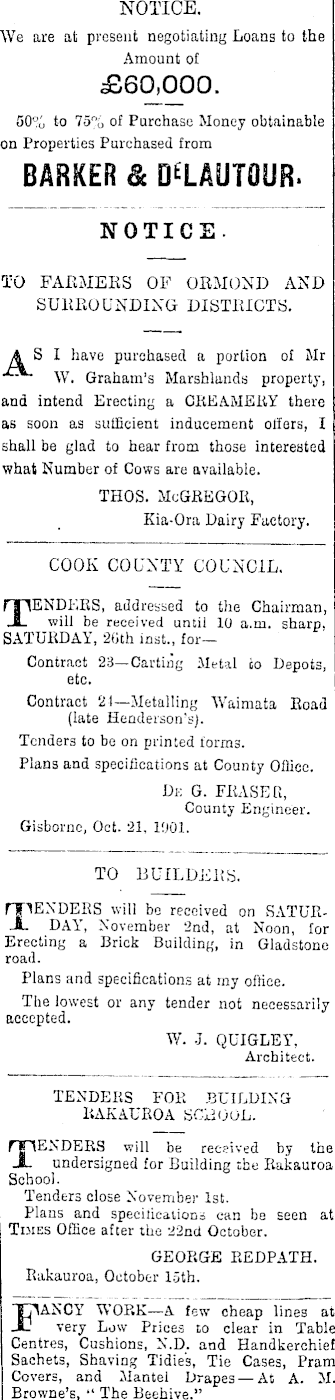 NOTICE.
We are at present negotiating Loans to the
Amount of
£60,000.
50% to 75% of Purchase Money obtainable
on Properties Purchased from
BARKER & DéLAUTOUR.
NOTICE.
TO FARMERS OF ORMOND AND
SURROUNDING DISTRICTS.
AS I have purchased a portion of Mr
W. Graham's Marshlands property,
and intend Erecting a CREAMERY there
as soon as sufficient inducement offers, I
shall be glad to hear from those interested
what Number of Cows are available.
THOS. McGREGOR,
Kia-Ora Dairy Factory.
COOK COUNTY COUNCIL.
TENDERS, addressed to the Chairman,
will be received until 10 a.m. sharp,
SATURDAY, 26th inst., for—
Contract 23—Carting Metal to Depots,
etc.
Contract 24—Metalling Waimata Road
(late Henderson's).
Tenders to be on printed forms.
Plans and specifications at County Office.
De G. FRASER,
County Engineer.
Gisborne, Oct. 21, 1901.
TO BUILDERS.
TENDERS will be received on SATUR-
DAY, November 2nd, at Noon, for
Erecting a Brick Building, in Gladstone
road.
Plans and specifications at my office.
The lowest or any tender not necessarily
accepted.
W. J. QUIGLEY,
Architect.
TENDERS FOR BUILDING
RAKAUROA SCHOOL.
TENDERS will be received by the
undersigned for Building the Rakauroa
School.
Tenders close November 1st.
Plans and specifications can be seen at
TIMES Office after the 22nd October.
GEORGE REDPATH.
Rakauroa, October 15th.
FANCY WORK—A few cheap lines at
very Low Prices to clear in Table
Centres, Cushions, N.D. and Handkerchief
Sachets, Shaving Tidies, Tie Cases, Pram
Covers, and Mantel Drapes—At A. M.
Browne's, " The Beehive."